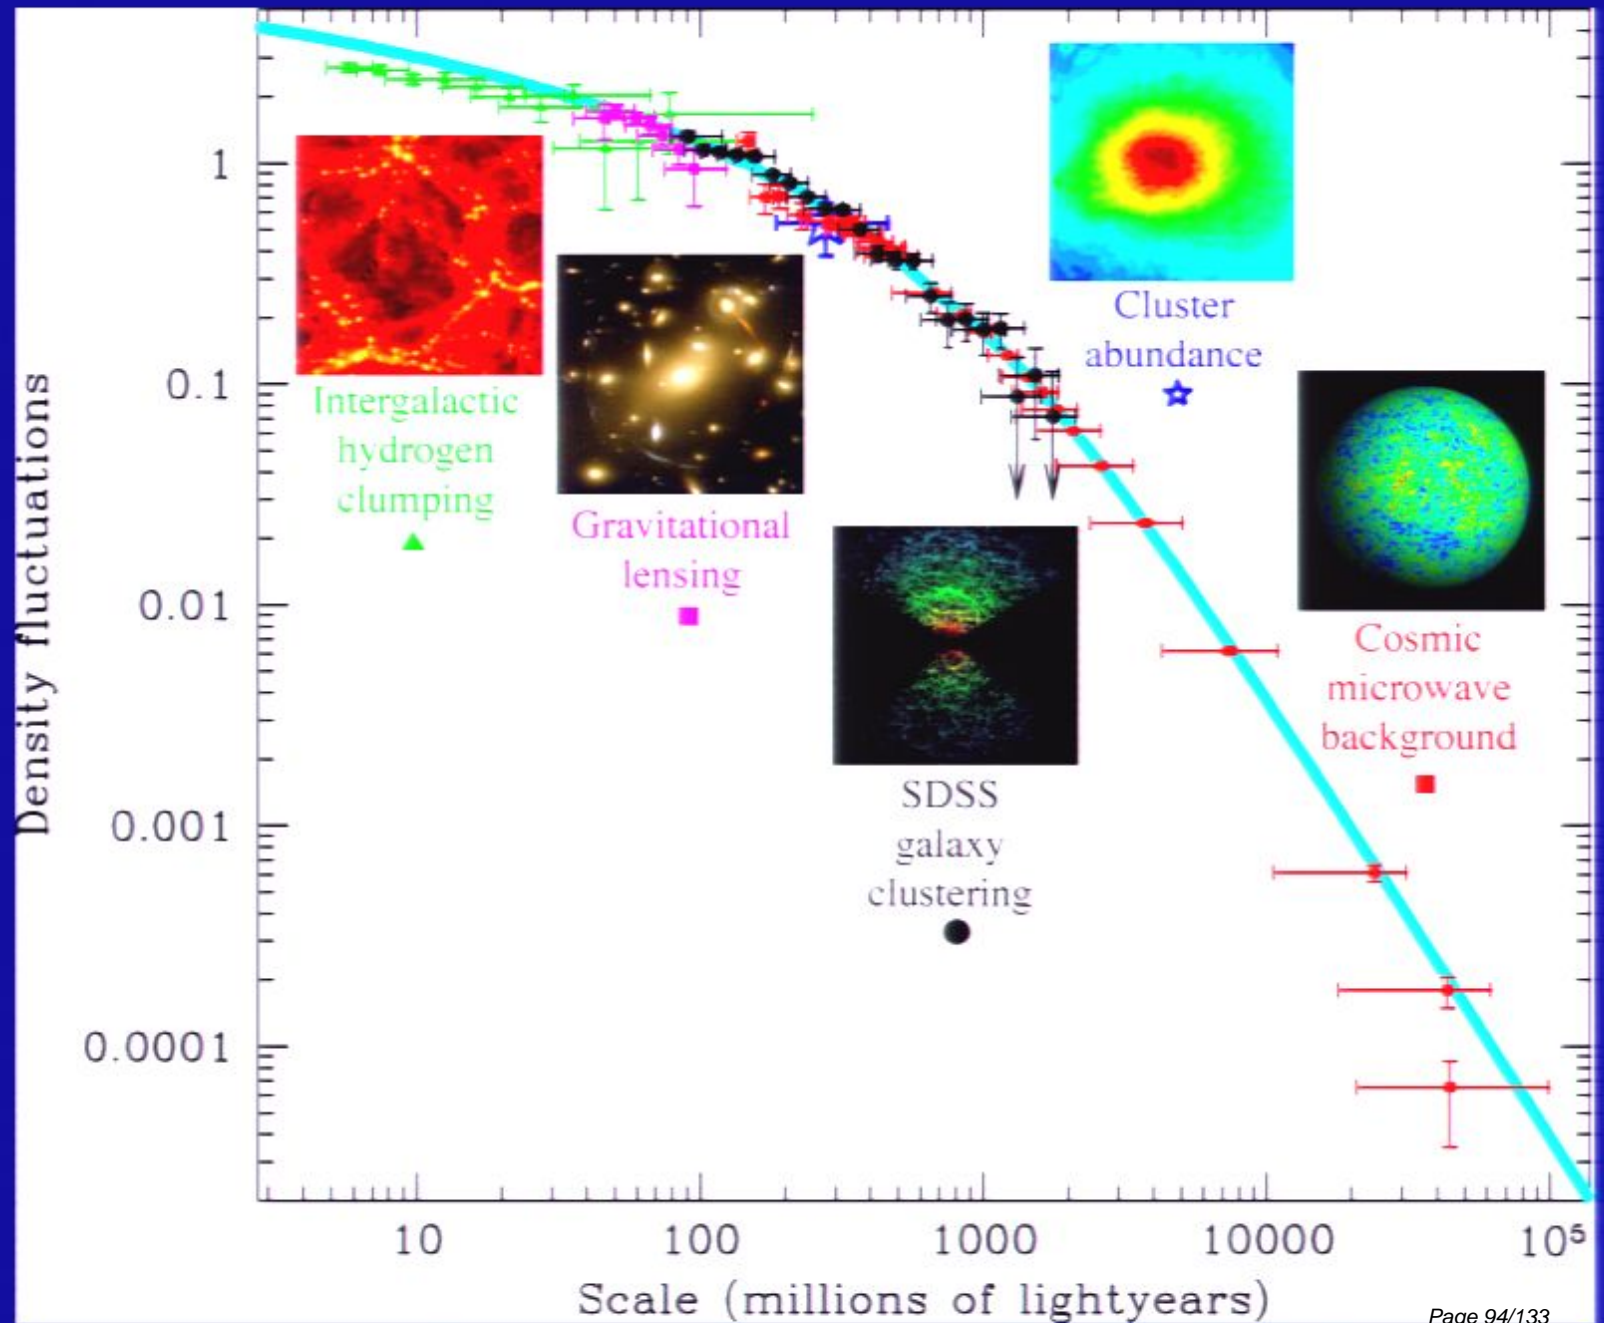 Density fluctuations
1
0.1
0.01
0.001
0.0001
Intergalactic
hydrogen
clumping
Gravitational
lensing
SDSS
galaxy
clustering
Cluster
abundance
Cosmic
microwave
background
10
100
1000
10000
10⁵
Scale (millions of lightyears)
Page 94/133